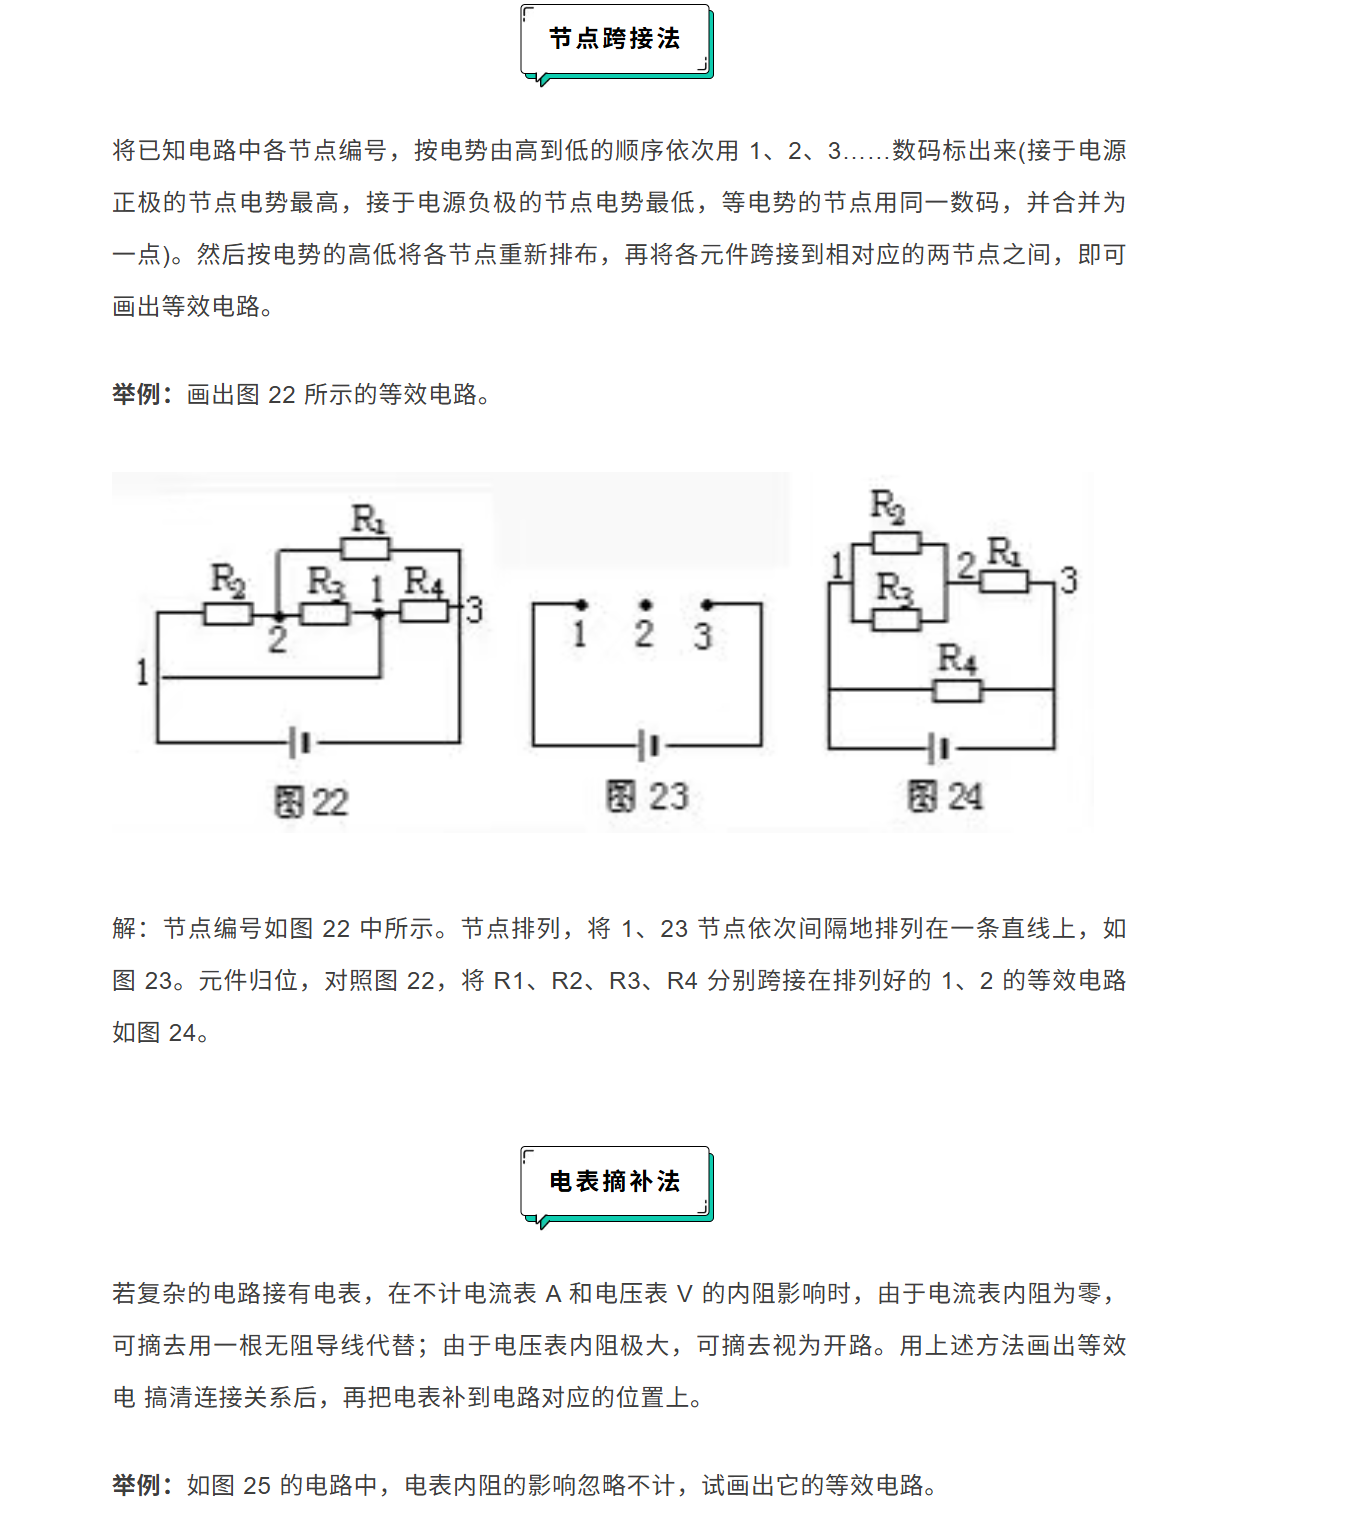 节点跨接法
将已知电路中各节点编号，按电势由高到低的顺序依次用 1、2、3……数码标出来(接于电源
正极的节点电势最高，接于电源负极的节点电势最低，等电势的节点用同一数码，并合并为
一点)。然后按电势的高低将各节点重新排布，再将各元件跨接到相对应的两节点之间，即可
画出等效电路。
举例：画出图 22 所示的等效电路。
R1
R2 R3 1 R4
2 3
1
图 22
1 2 3
图 23
R2
1 R3 2 R1 3
R4
图 24
解：节点编号如图 22 中所示。节点排列，将 1、23 节点依次间隔地排列在一条直线上，如
图 23。元件归位，对照图 22，将 R1、R2、R3、R4 分别跨接在排列好的 1、2 的等效电路
如图 24。
电表摘补法
若复杂的电路接有电表，在不计电流表 A 和电压表 V 的内阻影响时，由于电流表内阻为零，
可摘去用一根无阻导线代替；由于电压表内阻极大，可摘去视为开路。用上述方法画出等效
电 搞清连接关系后，再把电表补到电路对应的位置上。
举例：如图 25 的电路中，电表内阻的影响忽略不计，试画出它的等效电路。